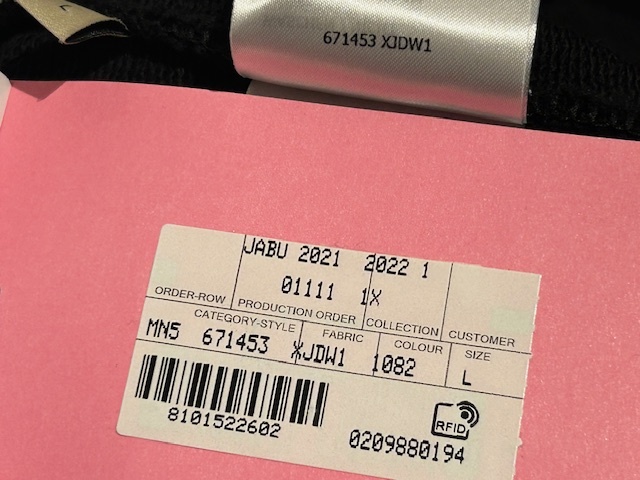 L
671453 XJDW1
JABU 2021 2022 1
01111 1X
ORDER-ROW PRODUCTION ORDER COLLECTION CUSTOMER
CATEGORY-STYLE FABRIC COLOUR SIZE
MN5 671453 XJDW1 1082 L
8101522602
RFID
0209880194